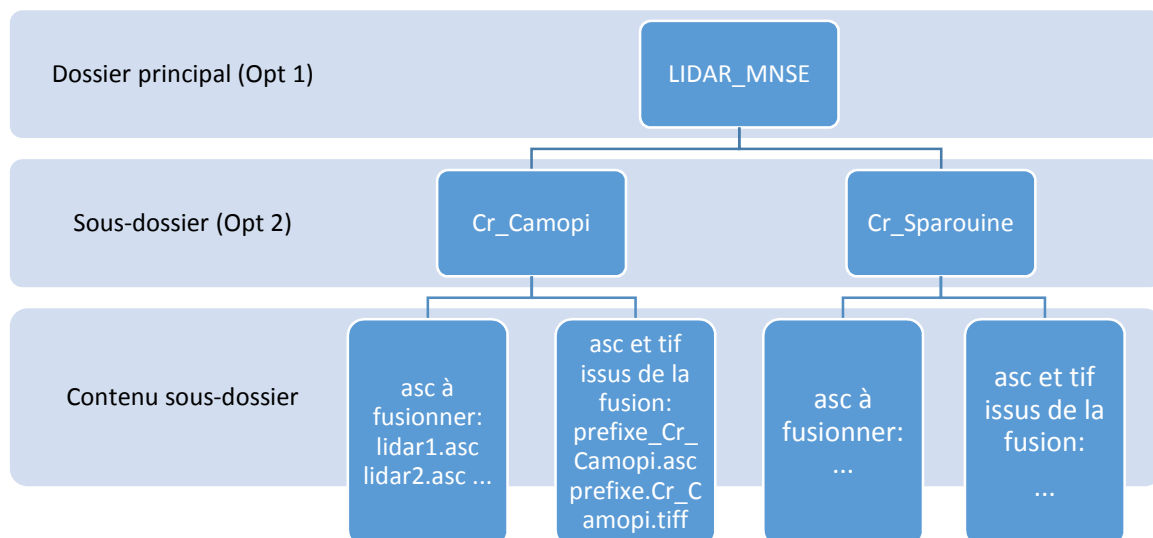 Dossier principal (Opt 1)
LIDAR_MNSE
Sous-dossier (Opt 2)
Cr_Camopi
Cr_Sparouine
Contenu sous-dossier
asc à
fusionner:
lidar1.asc
lidar2.asc ...
asc et tif
issus de la
fusion:
prefixe_Cr_
Camopi.asc
prefixe.Cr_C
amopi.tiff
asc à
fusionner:
...
asc et tif
issus de la
fusion:
...